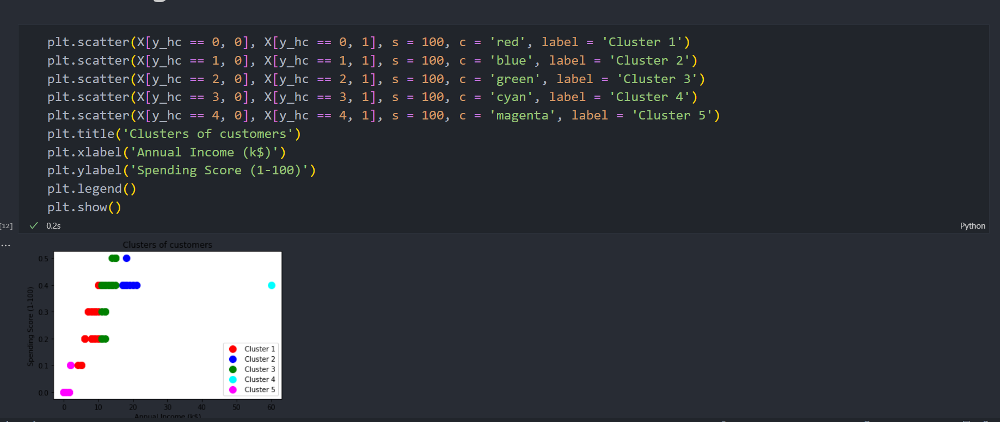 plt.scatter(X[y_hc == 0, 0], X[y_hc == 0, 1], s = 100, c = 'red', label = 'Cluster 1')
plt.scatter(X[y_hc == 1, 0], X[y_hc == 1, 1], s = 100, c = 'blue', label = 'Cluster 2')
plt.scatter(X[y_hc == 2, 0], X[y_hc == 2, 1], s = 100, c = 'green', label = 'Cluster 3')
plt.scatter(X[y_hc == 3, 0], X[y_hc == 3, 1], s = 100, c = 'cyan', label = 'Cluster 4')
plt.scatter(X[y_hc == 4, 0], X[y_hc == 4, 1], s = 100, c = 'magenta', label = 'Cluster 5')
plt.title('Clusters of customers')
plt.xlabel('Annual Income (k$)')
plt.ylabel('Spending Score (1-100)')
plt.legend()
plt.show()
[12]
0.2s
Python
...
Clusters of customers
Spending Score (1-100)
0.5
0.4
0.3
0.2
0.1
0.0
Cluster 1
Cluster 2
Cluster 3
Cluster 4
Cluster 5
0 10 20 30 40 50 60
Annual Income (k$)